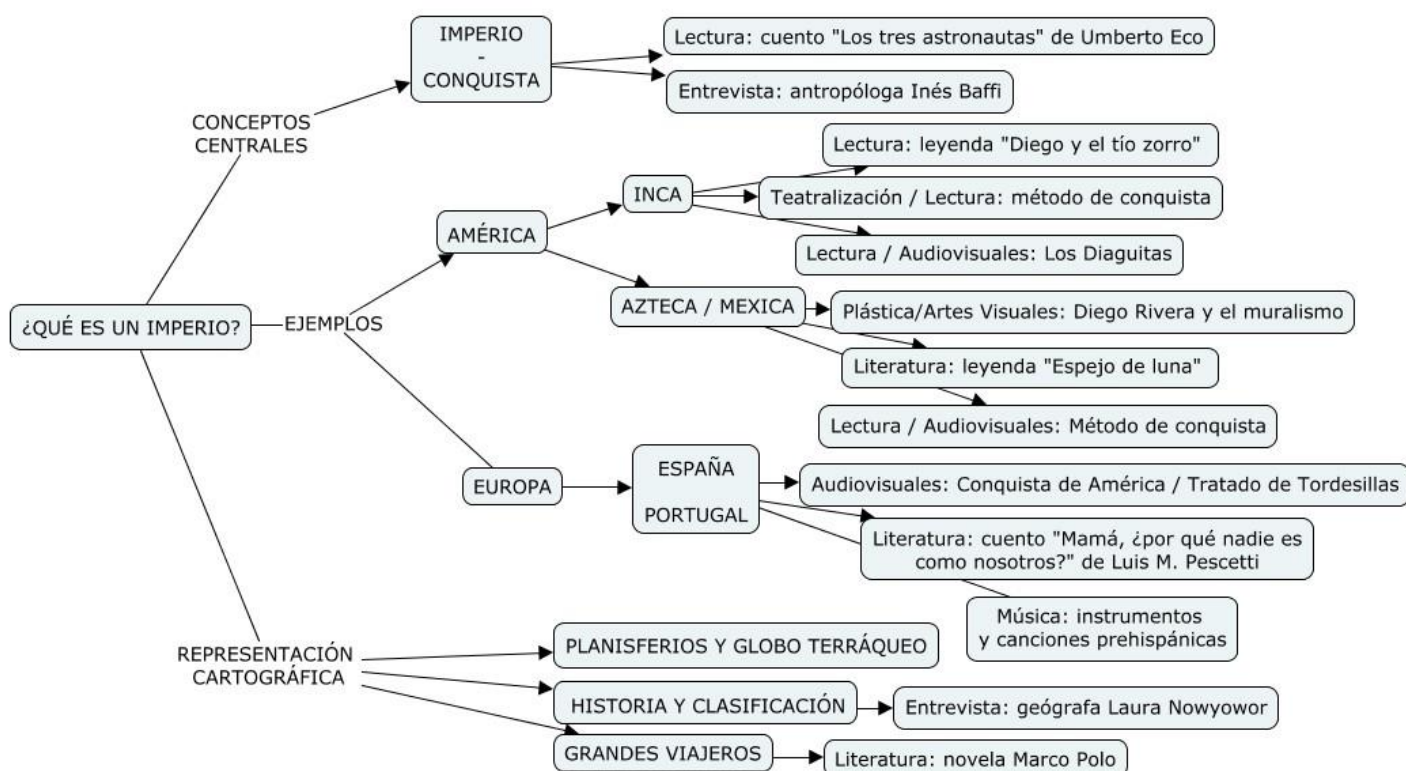 IMPERIO
-
CONQUISTA
Lectura: cuento "Los tres astronautas" de Umberto Eco
Entrevista: antropóloga Inés Baffi
CONCEPTOS
CENTRALES
Lectura: leyenda "Diego y el tío zorro"
INCA
Teatralización / Lectura: método de conquista
AMÉRICA
Lectura / Audiovisuales: Los Diaguitas
AZTECA / MEXICA
Plástica/Artes Visuales: Diego Rivera y el muralismo
¿QUÉ ES UN IMPERIO?
EJEMPLOS
Literatura: leyenda "Espejo de luna"
Lectura / Audiovisuales: Método de conquista
EUROPA
ESPAÑA
PORTUGAL
Audiovisuales: Conquista de América / Tratado de Tordesillas
Literatura: cuento "Mamá, ¿por qué nadie es
como nosotros?" de Luis M. Pescetti
Música: instrumentos
y canciones prehispánicas
REPRESENTACIÓN
CARTOGRÁFICA
PLANISFERIOS Y GLOBO TERRÁQUEO
HISTORIA Y CLASIFICACIÓN
Entrevista: geógrafa Laura Nowyowor
GRANDES VIAJEROS
Literatura: novela Marco Polo